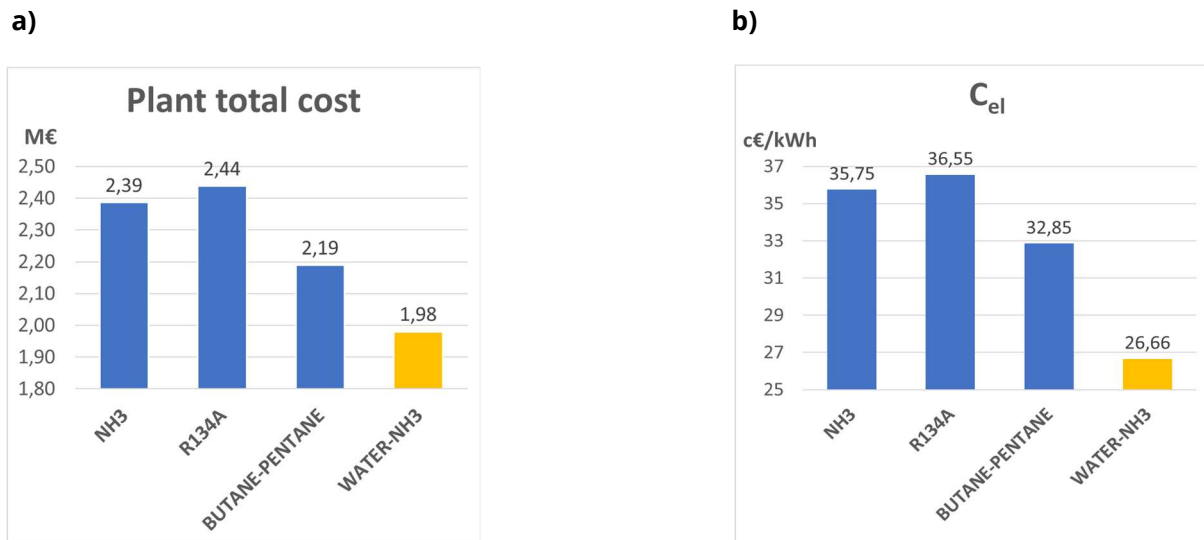 a)
Plant total cost
M€
2,50
2,40
2,30
2,20
2,10
2,00
1,90
1,80
2,39
2,44
2,19
1,98
NH3
R134A
BUTANE-PENTANE
WATER-NH3
b)
Cel
c€/kWh
37
35
33
31
29
27
25
35,75
36,55
32,85
26,66
NH3
R134A
BUTANE-PENTANE
WATER-NH3